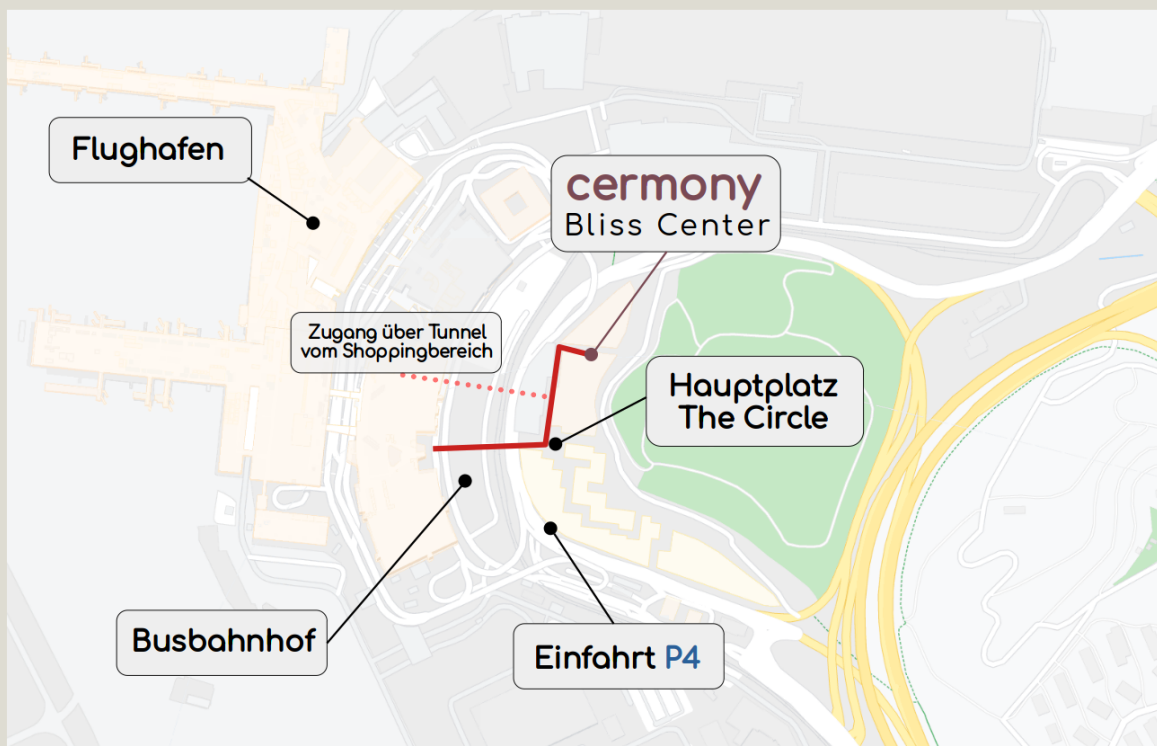 Flughafen
cermony
Bliss Center
Zugang über Tunnel
vom Shoppingbereich
Hauptplatz
The Circle
Busbahnhof
Einfahrt P4